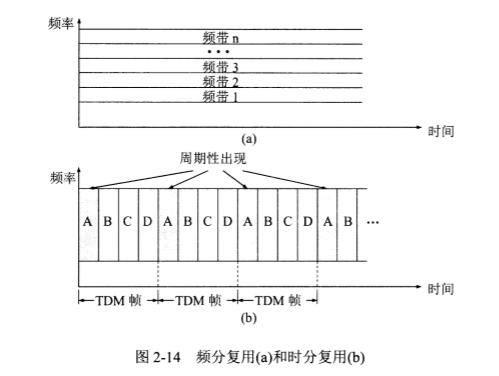 频率
频带 n
•••
频带 3
频带 2
频带 1
时间
(a)
周期性出现
频率
A B C D A B C D A B C D A B •••
时间
TDM 帧 TDM 帧 TDM 帧
(b)
图 2-14 频分复用(a)和时分复用(b)